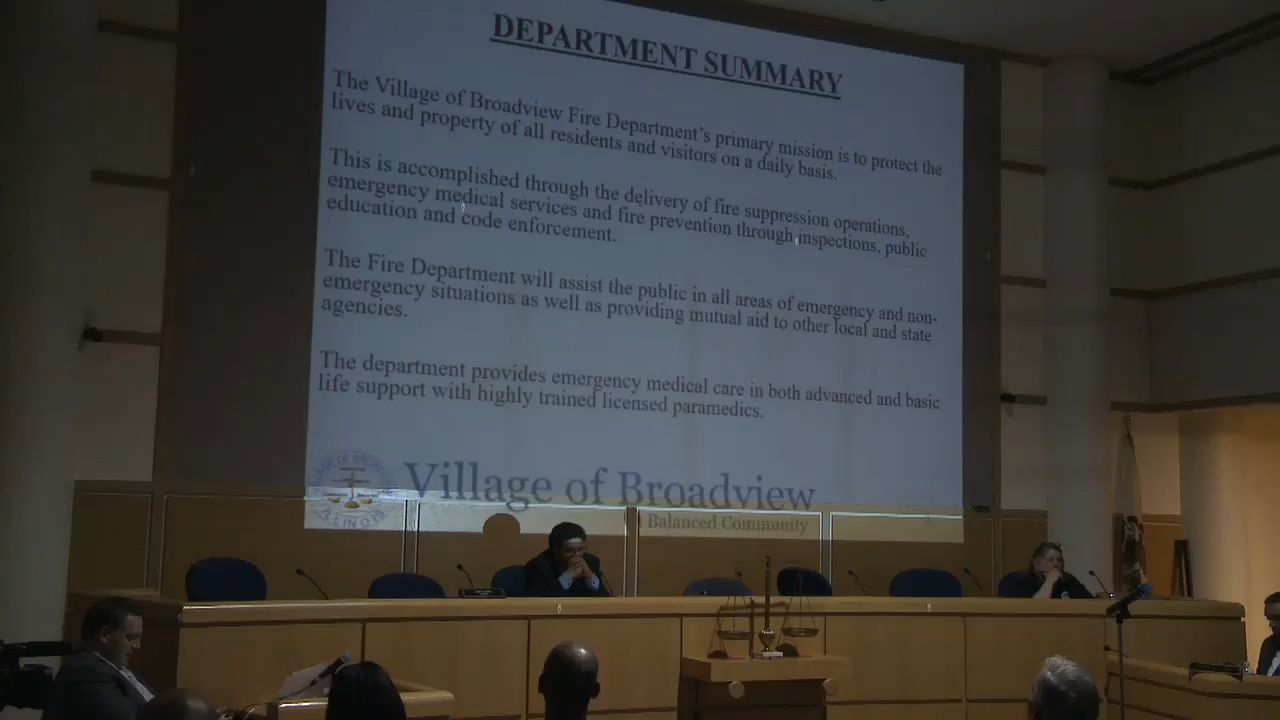 DEPARTMENT SUMMARY
The Village of Broadview Fire Department's primary mission is to protect the
lives and property of all residents and visitors on a daily basis.
This is accomplished through the delivery of fire suppression operations,
emergency medical services and fire prevention through inspections, public
education and code enforcement.
The Fire Department will assist the public in all areas of emergency and non-
emergency situations as well as providing mutual aid to other local and state
agencies.
The department provides emergency medical care in both advanced and basic
life support with highly trained licensed paramedics.
Village of Broadview
Balanced Community
ILLINOIS